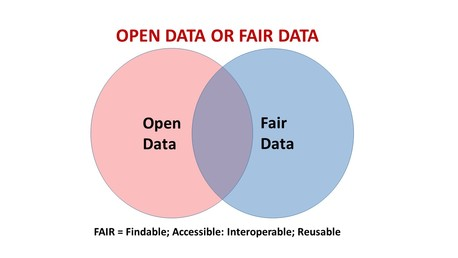 OPEN DATA OR FAIR DATA
Open
Data
Fair
Data
FAIR = Findable; Accessible: Interoperable; Reusable